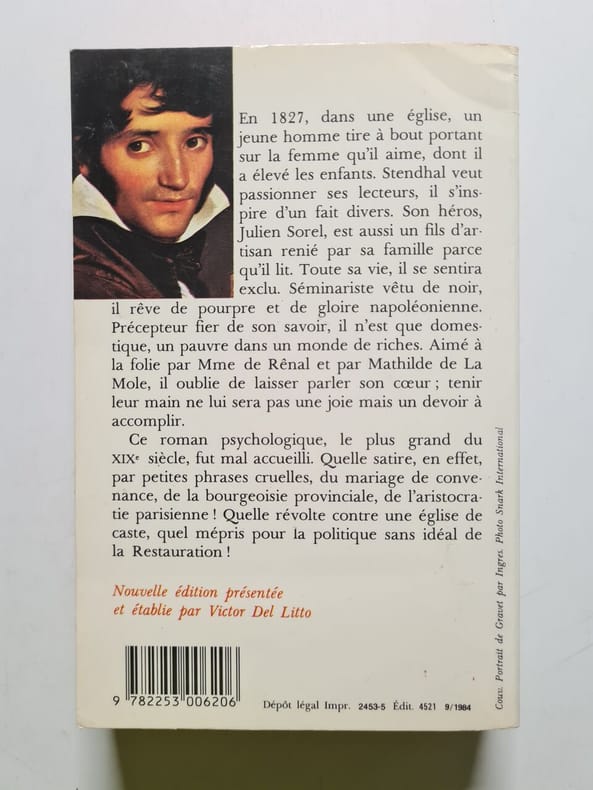 En 1827, dans une église, un
jeune homme tire à bout portant
sur la femme qu'il aime, dont il
a élevé les enfants. Stendhal veut
passionner ses lecteurs, il s'ins-
pire d'un fait divers. Son héros,
Julien Sorel, est aussi un fils d'ar-
tisan renié par sa famille parce
qu'il lit. Toute sa vie, il se sentira
exclu. Séminariste vêtu de noir,
il rêve de pourpre et de gloire napoléonienne.
Précepteur fier de son savoir, il n'est que domes-
tique, un pauvre dans un monde de riches. Aimé à
la folie par Mme de Rênal et par Mathilde de La
Mole, il oublie de laisser parler son cœur ; tenir
leur main ne lui sera pas une joie mais un devoir à
accomplir.
Ce roman psychologique, le plus grand du
XIXe siècle, fut mal accueilli. Quelle satire, en effet,
par petites phrases cruelles, du mariage de conve-
nance, de la bourgeoisie provinciale, de l'aristocra-
tie parisienne ! Quelle révolte contre une église de
caste, quel mépris pour la politique sans idéal de
la Restauration !
Nouvelle édition présentée
et établie par Victor Del Litto
9 782253 006206
Dépôt légal Impr. 2453-5 Édit. 4521 9/1984
Couv. Portrait de Gravet par Ingres. Photo Snark International